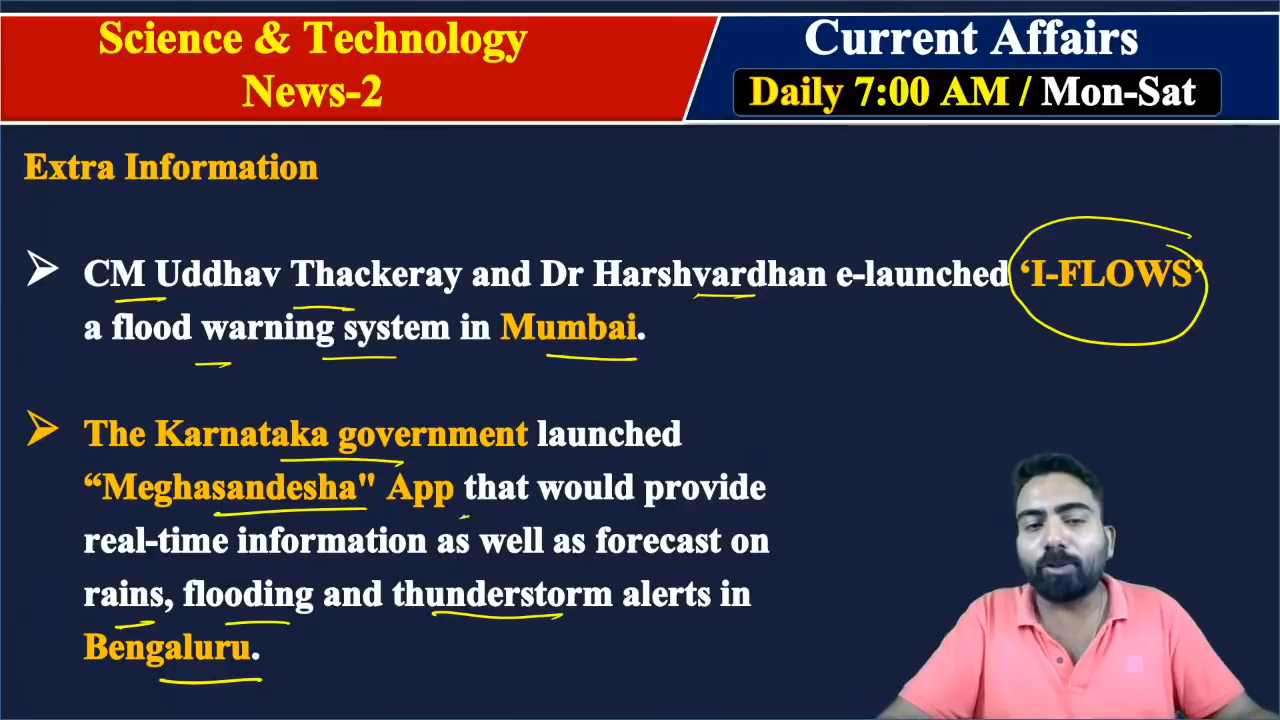 Science & Technology
News-2
Current Affairs
Daily 7:00 AM / Mon-Sat
Extra Information
CM Uddhav Thackeray and Dr Harshvardhan e-launched ‘I-FLOWS’
a flood warning system in Mumbai.
The Karnataka government launched
“Meghasandesha" App that would provide
real-time information as well as forecast on
rains, flooding and thunderstorm alerts in
Bengaluru.